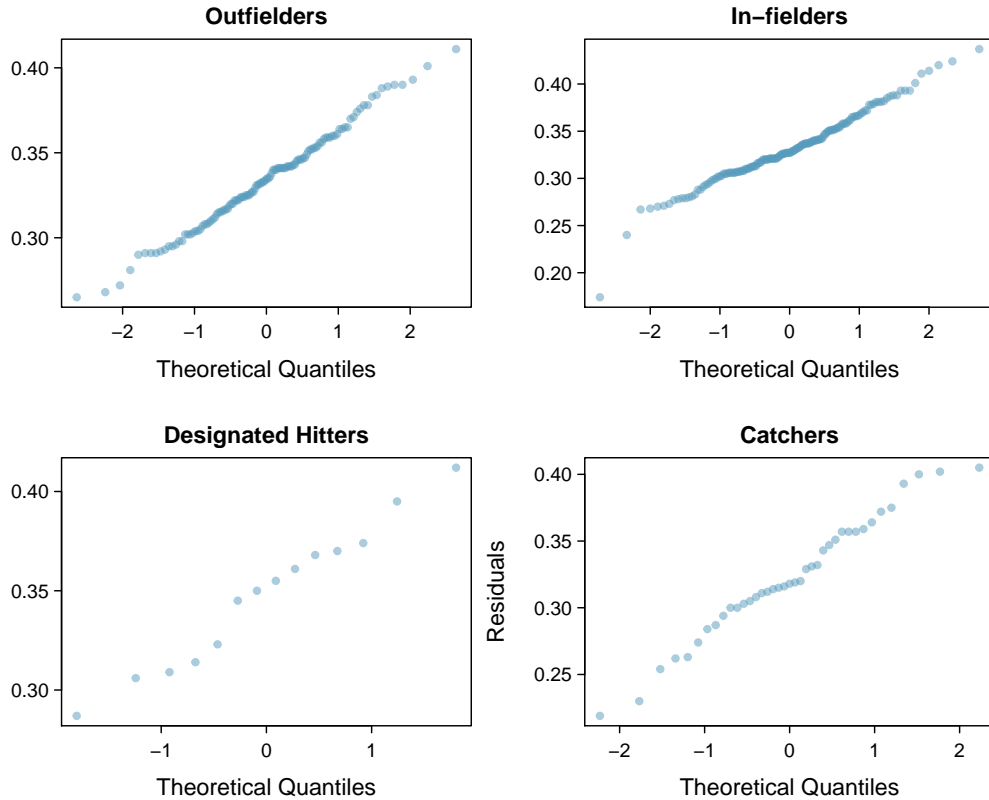 Outfielders
0.40
0.35
0.30
−2 −1 0 1 2
Theoretical Quantiles
In−fielders
0.40
0.35
0.30
0.25
0.20
−2 −1 0 1 2
Theoretical Quantiles
Designated Hitters
0.40
0.35
0.30
−1 0 1
Theoretical Quantiles
Catchers
Residuals
0.40
0.35
0.30
0.25
−2 −1 0 1 2
Theoretical Quantiles